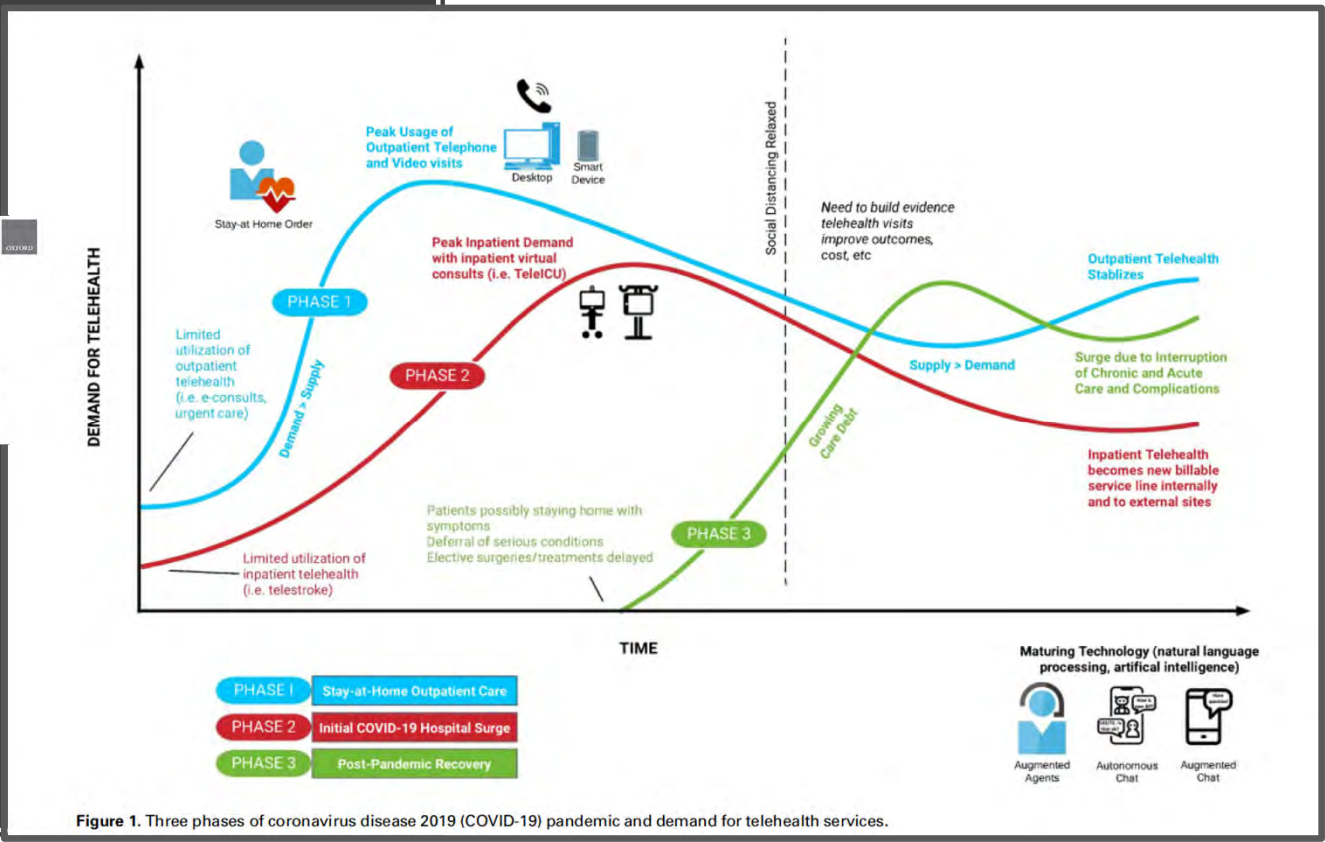 OXFORD
DEMAND FOR TELEHEALTH
Stay-at Home Order
Peak Usage of
Outpatient Telephone
and Video visits
Desktop
Smart
Device
Social Distancing Relaxed
PHASE 1
Peak Inpatient Demand
with inpatient virtual
consults (i.e. TeleICU)
Need to build evidence
telehealth visits
improve outcomes,
cost, etc
Outpatient Telehealth
Stablizes
Limited
utilization of
outpatient
telehealth
(i.e. e-consults,
urgent care)
Demand > Supply
PHASE 2
Supply > Demand
Surge due to Interruption
of Chronic and Acute
Care and Complications
Growing
Care Debt
Inpatient Telehealth
becomes new billable
service line internally
and to external sites
Patients possibly staying home with
symptoms
Deferral of serious conditions
Elective surgeries/treatments delayed
PHASE 3
Limited utilization of
inpatient telehealth
(i.e. telestroke)
TIME
PHASE I Stay-at-Home Outpatient Care
PHASE 2 Initial COVID-19 Hospital Surge
PHASE 3 Post-Pandemic Recovery
Maturing Technology (natural language
processing, artifical intelligence)
Augmented
Agents
Autonomous
Chat
Augmented
Chat
Figure 1. Three phases of coronavirus disease 2019 (COVID-19) pandemic and demand for telehealth services.